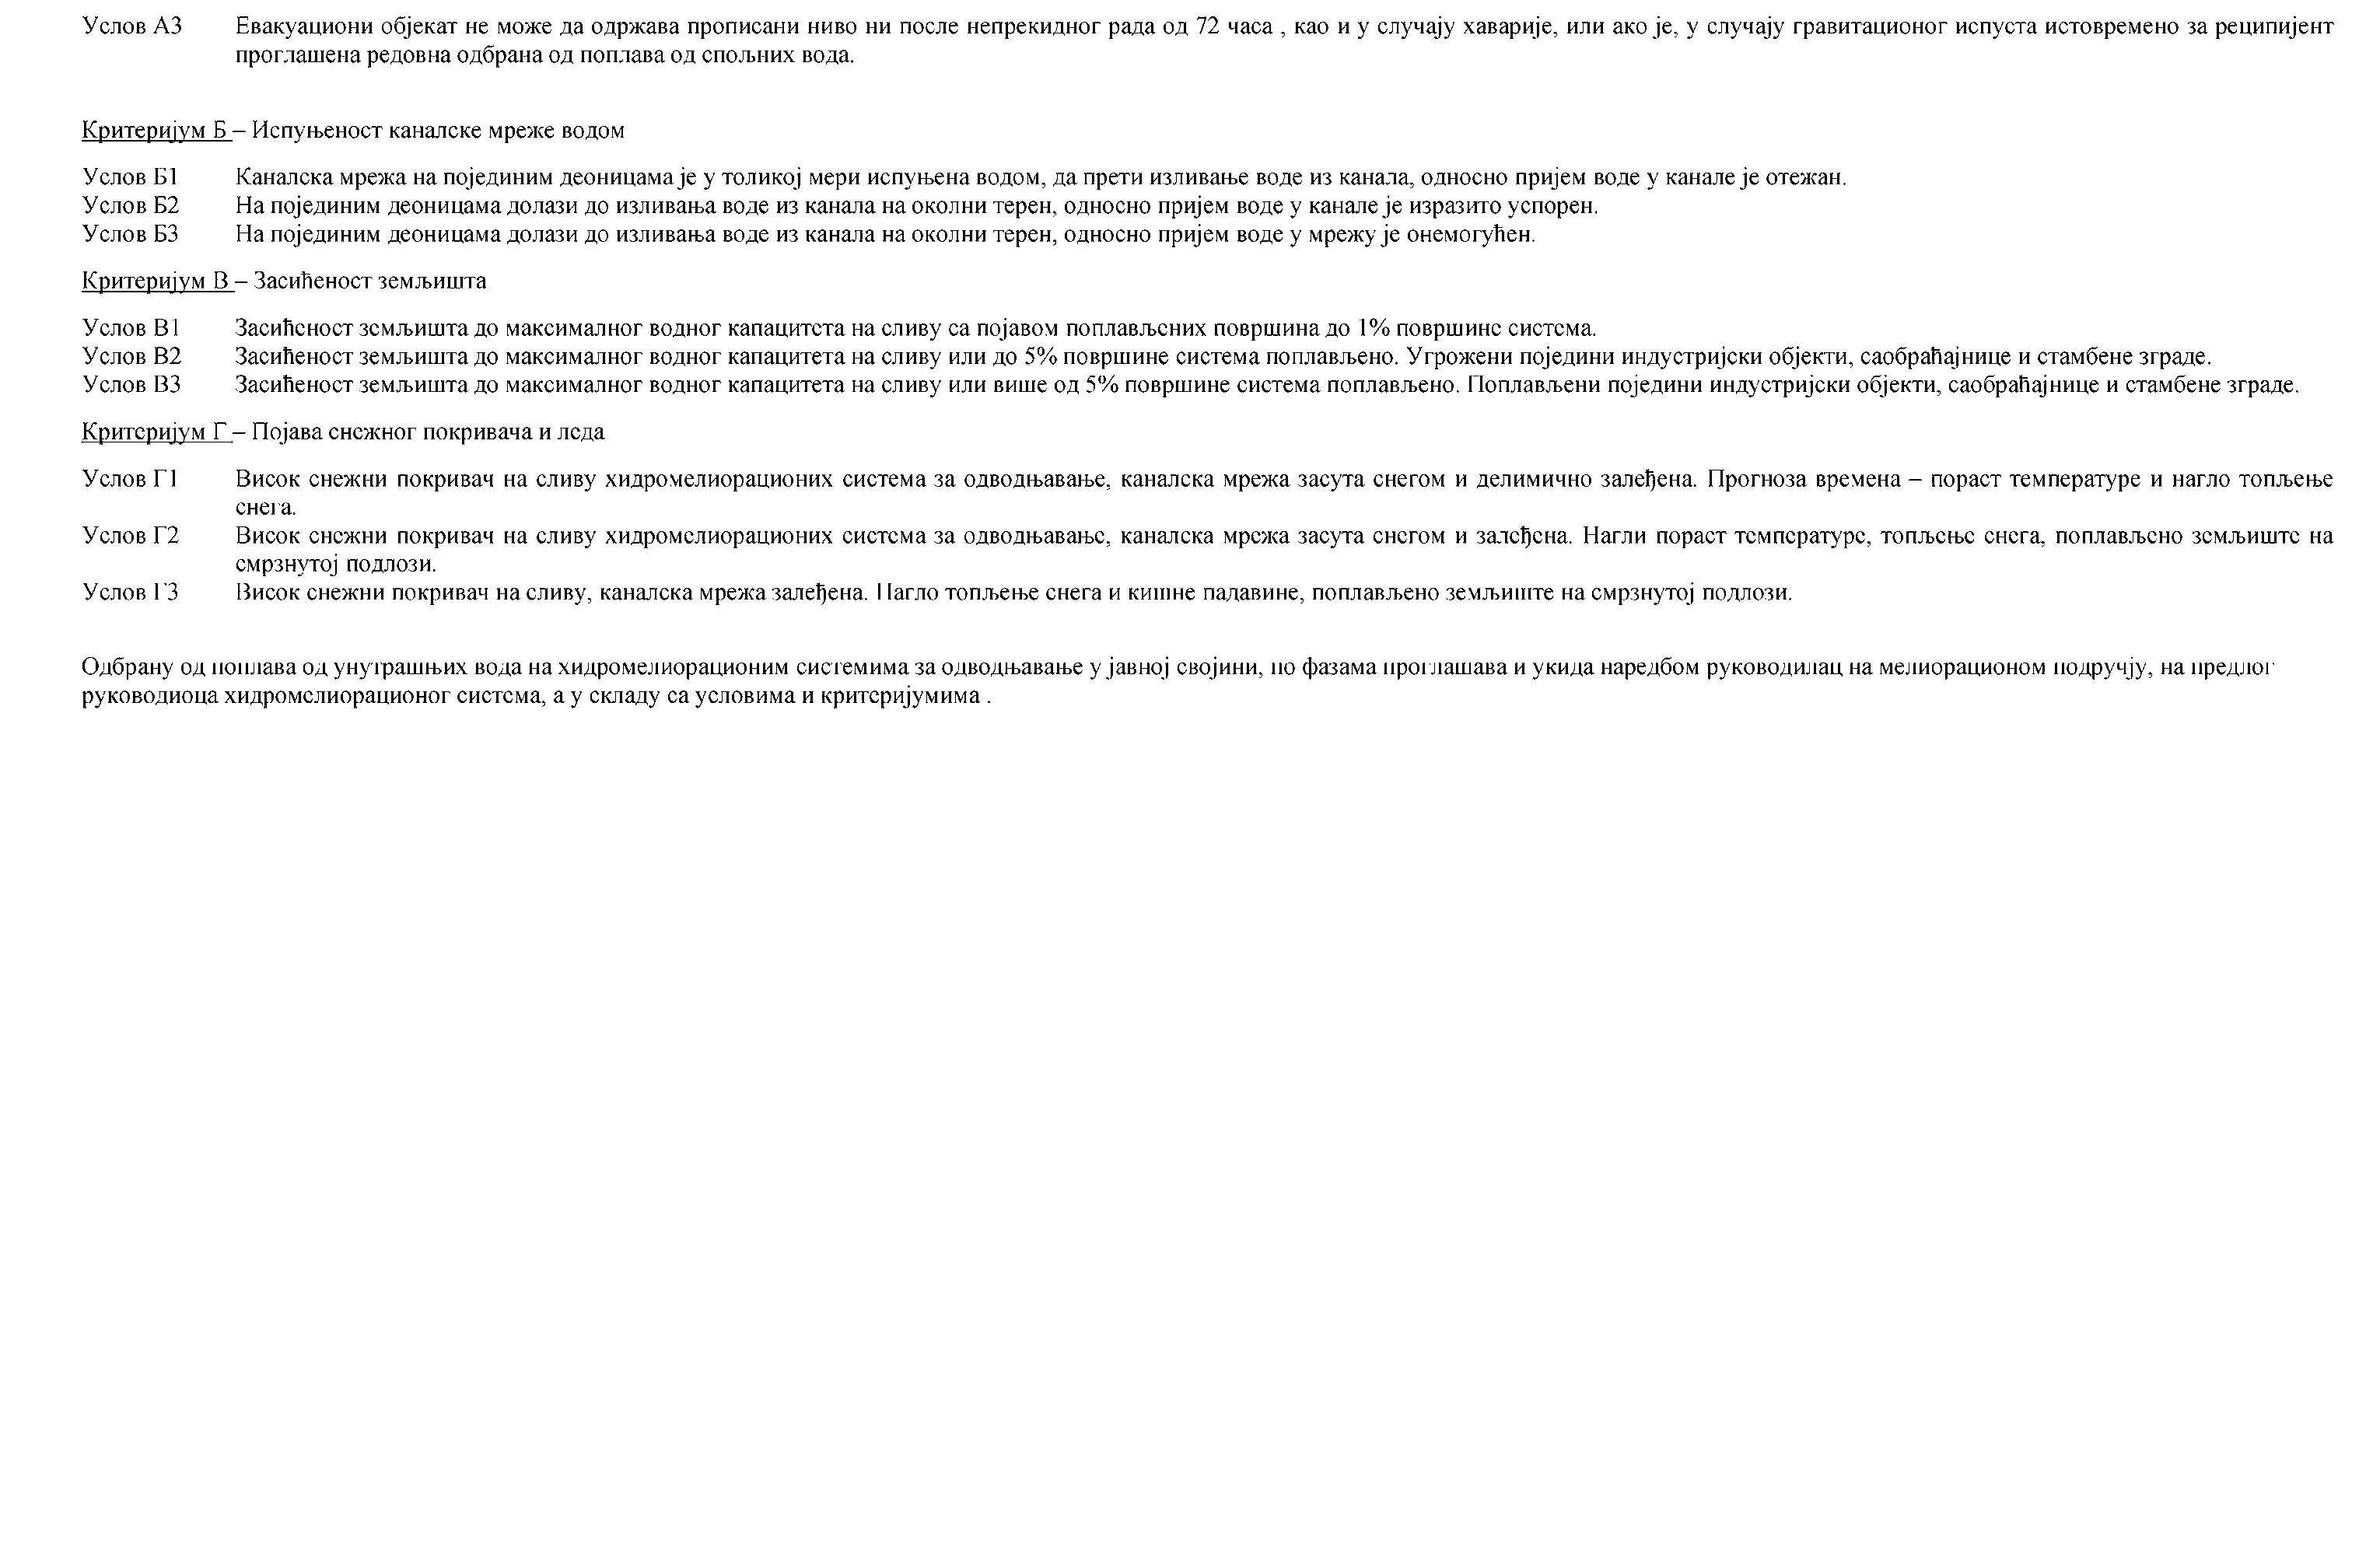 Услов А3 Евакуациони објекат не може да одржава прописани ниво ни после непрекидног рада од 72 часа , као и у случају хаварије, или ако је, у случају гравитационог испуста истовремено за реципијент
проглашена редовна одбрана од поплава од спољних вода.
Критеријум Б – Испуњеност каналске мреже водом
Услов Б1 Каналска мрежа на појединим деоницама је у толикој мери испуњена водом, да прети изливање воде из канала, односно пријем воде у канале је отежан.
Услов Б2 На појединим деоницама долази до изливања воде из канала на околни терен, односно пријем воде у канале је изразито успорен.
Услов Б3 На појединим деоницама долази до изливања воде из канала на околни терен, односно пријем воде у мрежу је онемогућен.
Критеријум В – Засићеност земљишта
Услов В1 Засићеност земљишта до максималног водног капацитета на сливу са појавом поплављених површина до 1% површине система.
Услов В2 Засићеност земљишта до максималног водног капацитета на сливу или до 5% површине система поплављено. Угрожени поједини индустријски објекти, саобраћајнице и стамбене зграде.
Услов В3 Засићеност земљишта до максималног водног капацитета на сливу или више од 5% површине система поплављено. Поплављени поједини индустријски објекти, саобраћајнице и стамбене зграде.
Критеријум Г – Појава снежног покривача и леда
Услов Г1 Висок снежни покривач на сливу хидромелиорационих система за одводњавање, каналска мрежа засута снегом и делимично залеђена. Прогноза времена – пораст температуре и нагло топљење
снега.
Услов Г2 Висок снежни покривач на сливу хидромелиорационих система за одводњавање, каналска мрежа засута снегом и залеђена. Нагли пораст температуре, топљење снега, поплављено земљиште на
смрзнутој подлози.
Услов Г3 Висок снежни покривач на сливу, каналска мрежа залеђена. Нагло топљење снега и кишне падавине, поплављено земљиште на смрзнутој подлози.
Одбрану од поплава од унутрашњих вода на хидромелиорационим системима за одводњавање у јавној својини, по фазама проглашава и укида наредбом руководилац на мелиорационом подручју, на предлог
руководиоца хидромелиорационог система, а у складу са условима и критеријумима .